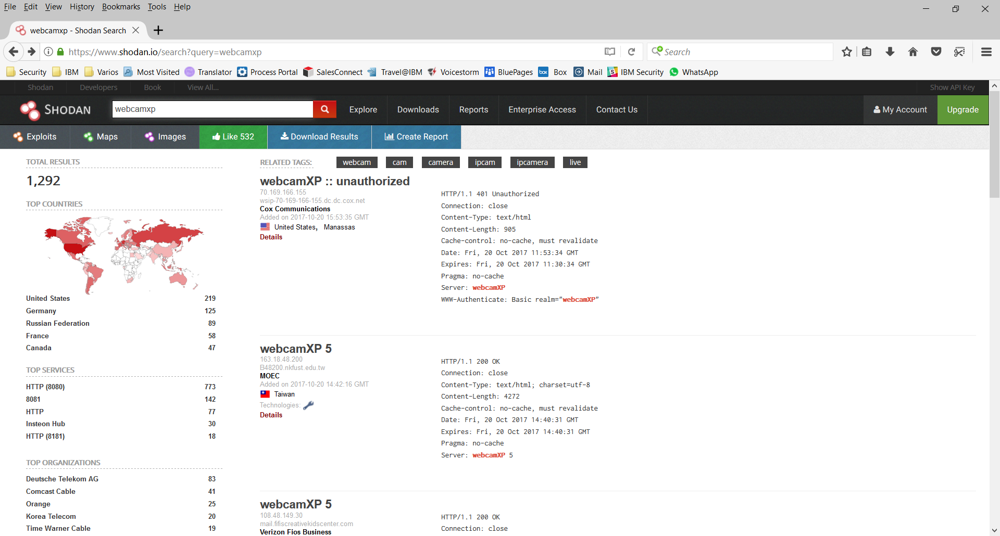 File Edit View History Bookmarks Tools Help
webcamxp - Shodan Search
https://www.shodan.io/search?query=webcamxp
Search
Security IBM Varios Most Visited Translator Process Portal SalesConnect Travel@IBM Voicestorm BluePages Box Mail IBM Security WhatsApp
Shodan Developers Book View All... Show API Key
SHODAN webcamxp Explore Downloads Reports Enterprise Access Contact Us My Account Upgrade
Exploits Maps Images Like 532 Download Results Create Report
TOTAL RESULTS
1,292
TOP COUNTRIES
United States 219
Germany 125
Russian Federation 89
France 58
Canada 47
TOP SERVICES
HTTP (8080) 773
8081 142
HTTP 77
Insteon Hub 30
HTTP (8181) 18
TOP ORGANIZATIONS
Deutsche Telekom AG 83
Comcast Cable 41
Orange 25
Korea Telecom 20
Time Warner Cable 19
RELATED TAGS: webcam cam camera ipcam ipcamera live
webcamXP :: unauthorized
70.169.166.155
wsip-70-169-166-155.dc.dc.cox.net
Cox Communications
Added on 2017-10-20 15:53:35 GMT
United States, Manassas
Details
HTTP/1.1 401 Unauthorized
Connection: close
Content-Type: text/html
Content-Length: 905
Cache-control: no-cache, must revalidate
Date: Fri, 20 Oct 2017 11:53:34 GMT
Expires: Fri, 20 Oct 2017 11:30:34 GMT
Pragma: no-cache
Server: webcamXP
WWW-Authenticate: Basic realm="webcamXP"
webcamXP 5
163.18.48.200
B48200.nkfust.edu.tw
MOEC
Added on 2017-10-20 14:42:16 GMT
Taiwan
Technologies:
Details
HTTP/1.1 200 OK
Connection: close
Content-Type: text/html; charset=utf-8
Content-Length: 4272
Cache-control: no-cache, must revalidate
Date: Fri, 20 Oct 2017 14:40:31 GMT
Expires: Fri, 20 Oct 2017 14:40:31 GMT
Pragma: no-cache
Server: webcamXP 5
webcamXP 5
108.48.149.30
mail.fifiscreativekidscenter.com
Verizon Fios Business
HTTP/1.1 200 OK
Connection: close